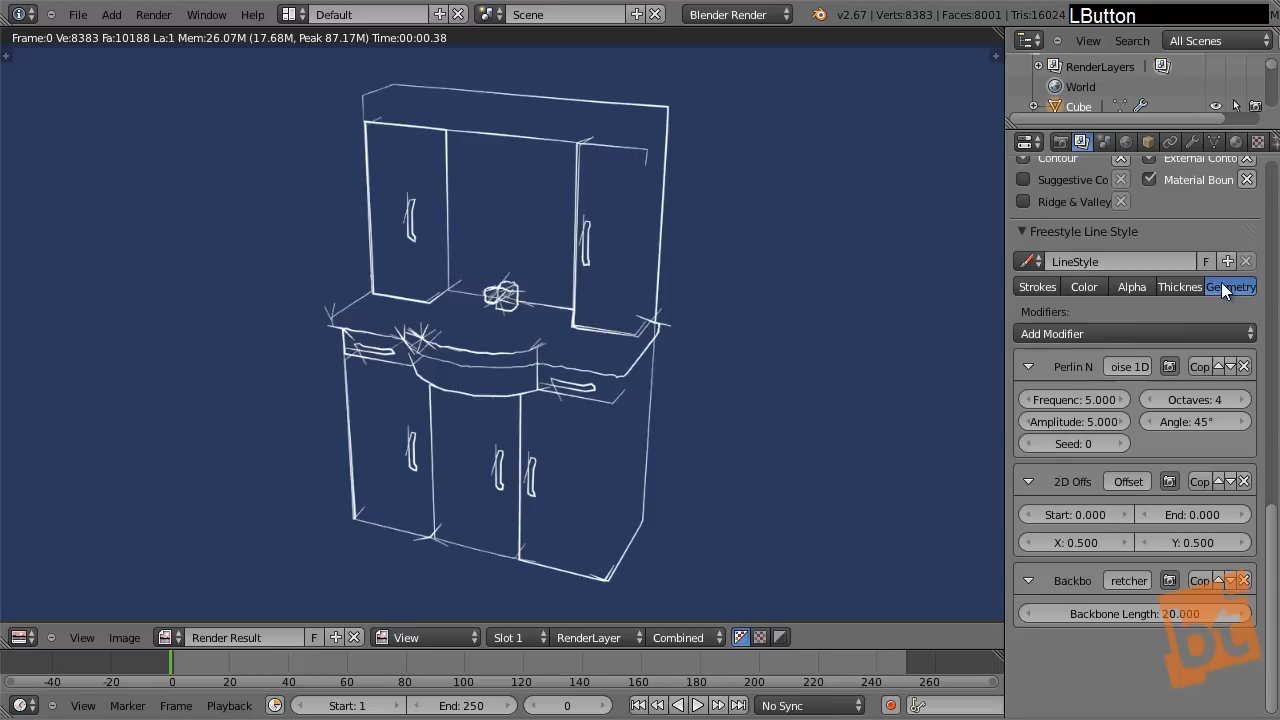 File Add Render Window Help Default Scene Blender Render v2.67 | Verts:8383 | Faces:8001 | Tris:16024 LButton
Frame:0 Ve:8383 Fa:10188 La:1 Mem:26.07M (17.68M, Peak 87.17M) Time:00:00.38
View Search All Scenes
RenderLayers
World
Cube
Contour External Conto
Suggestive Co Material Boun
Ridge & Valley
Freestyle Line Style
LineStyle F
Strokes Color Alpha Thicknes Geometry
Modifiers:
Add Modifier
Perlin N oise 1D Cop
Frequenc: 5.000 Octaves: 4
Amplitude: 5.000 Angle: 45°
Seed: 0
2D Offs Offset Cop
Start: 0.000 End: 0.000
X: 0.500 Y: 0.500
Backbo retcher Cop
Backbone Length: 20.000
View Image Render Result F View Slot 1 RenderLayer Combined
-40 -20 0 20 40 60 80 100 120 140 160 180 200 220 240 260
View Marker Frame Playback Start: 1 End: 250 0 No Sync